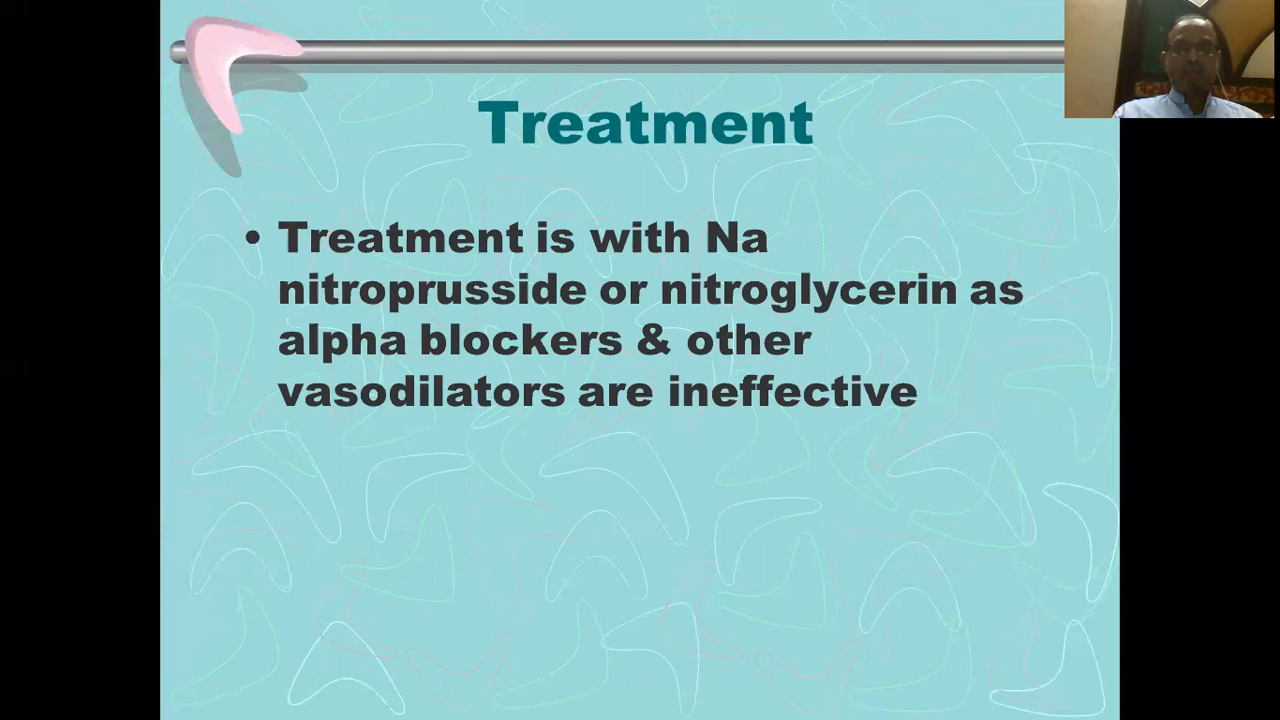 Treatment
• Treatment is with Na
nitroprusside or nitroglycerin as
alpha blockers & other
vasodilators are ineffective